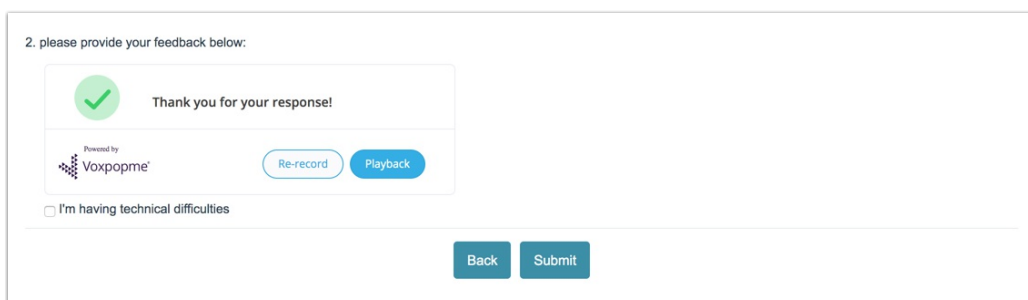 2. please provide your feedback below:
Thank you for your response!
Powered by
Voxpopme
Re-record
Playback
I'm having technical difficulties
Back
Submit